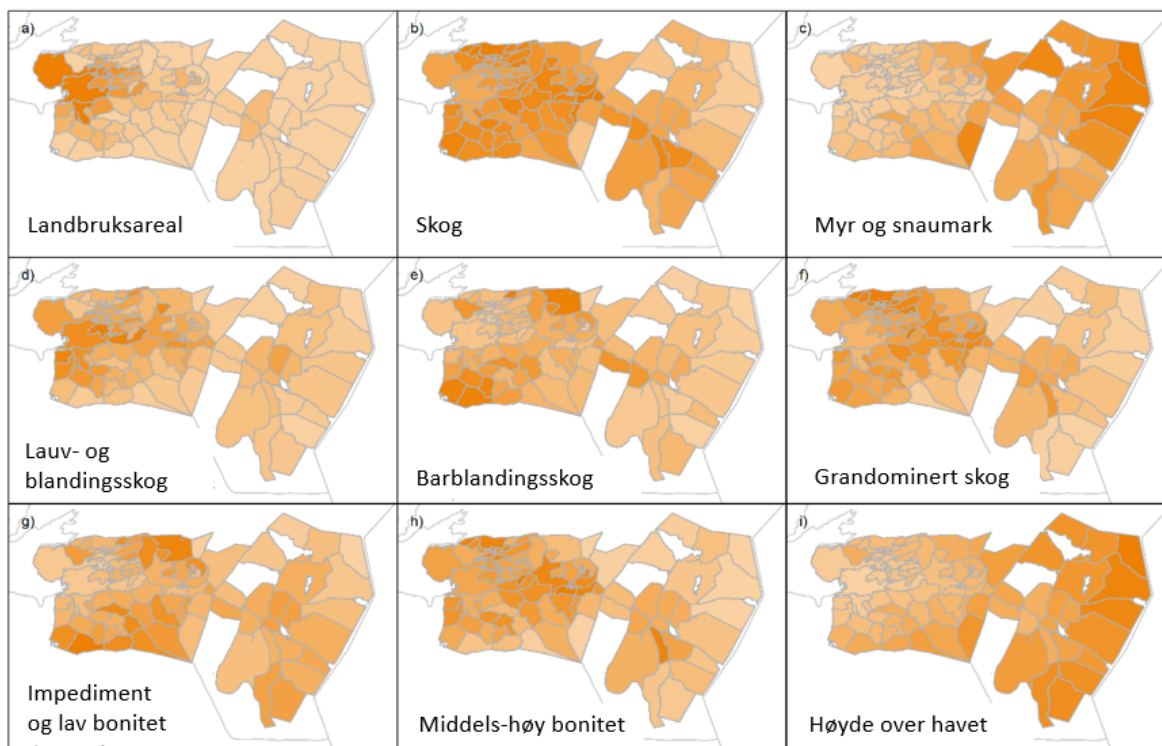 a)
b)
c)
Landbruksareal
Skog
Myr og snaumark
d)
e)
f)
Lauv- og
blandingsskog
Barblandingsskog
Grandominert skog
g)
h)
i)
Impediment
og lav bonitet
Middels-høy bonitet
Høyde over havet